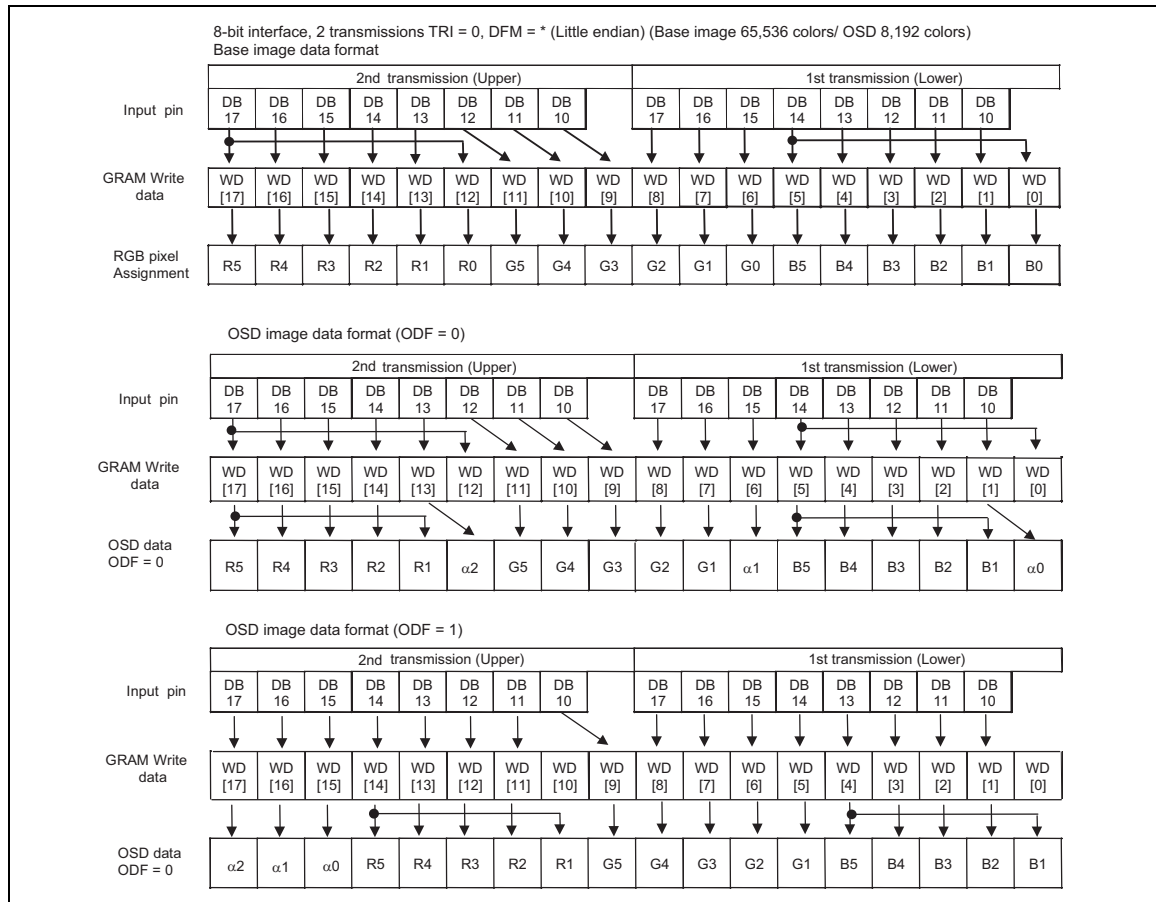 8-bit interface, 2 transmissions TRI = 0, DFM = * (Little endian) (Base image 65,536 colors/ OSD 8,192 colors)
Base image data format
2nd transmission (Upper) 1st transmission (Lower)
Input pin DB 17 DB 16 DB 15 DB 14 DB 13 DB 12 DB 11 DB 10 DB 17 DB 16 DB 15 DB 14 DB 13 DB 12 DB 11 DB 10
GRAM Write data WD [17] WD [16] WD [15] WD [14] WD [13] WD [12] WD [11] WD [10] WD [9] WD [8] WD [7] WD [6] WD [5] WD [4] WD [3] WD [2] WD [1] WD [0]
RGB pixel Assignment R5 R4 R3 R2 R1 R0 G5 G4 G3 G2 G1 G0 B5 B4 B3 B2 B1 B0
OSD image data format (ODF = 0)
2nd transmission (Upper) 1st transmission (Lower)
Input pin DB 17 DB 16 DB 15 DB 14 DB 13 DB 12 DB 11 DB 10 DB 17 DB 16 DB 15 DB 14 DB 13 DB 12 DB 11 DB 10
GRAM Write data WD [17] WD [16] WD [15] WD [14] WD [13] WD [12] WD [11] WD [10] WD [9] WD [8] WD [7] WD [6] WD [5] WD [4] WD [3] WD [2] WD [1] WD [0]
OSD data ODF = 0 R5 R4 R3 R2 R1 α2 G5 G4 G3 G2 G1 α1 B5 B4 B3 B2 B1 α0
OSD image data format (ODF = 1)
2nd transmission (Upper) 1st transmission (Lower)
Input pin DB 17 DB 16 DB 15 DB 14 DB 13 DB 12 DB 11 DB 10 DB 17 DB 16 DB 15 DB 14 DB 13 DB 12 DB 11 DB 10
GRAM Write data WD [17] WD [16] WD [15] WD [14] WD [13] WD [12] WD [11] WD [10] WD [9] WD [8] WD [7] WD [6] WD [5] WD [4] WD [3] WD [2] WD [1] WD [0]
OSD data ODF = 0 α2 α1 α0 R5 R4 R3 R2 R1 G5 G4 G3 G2 G1 B5 B4 B3 B2 B1